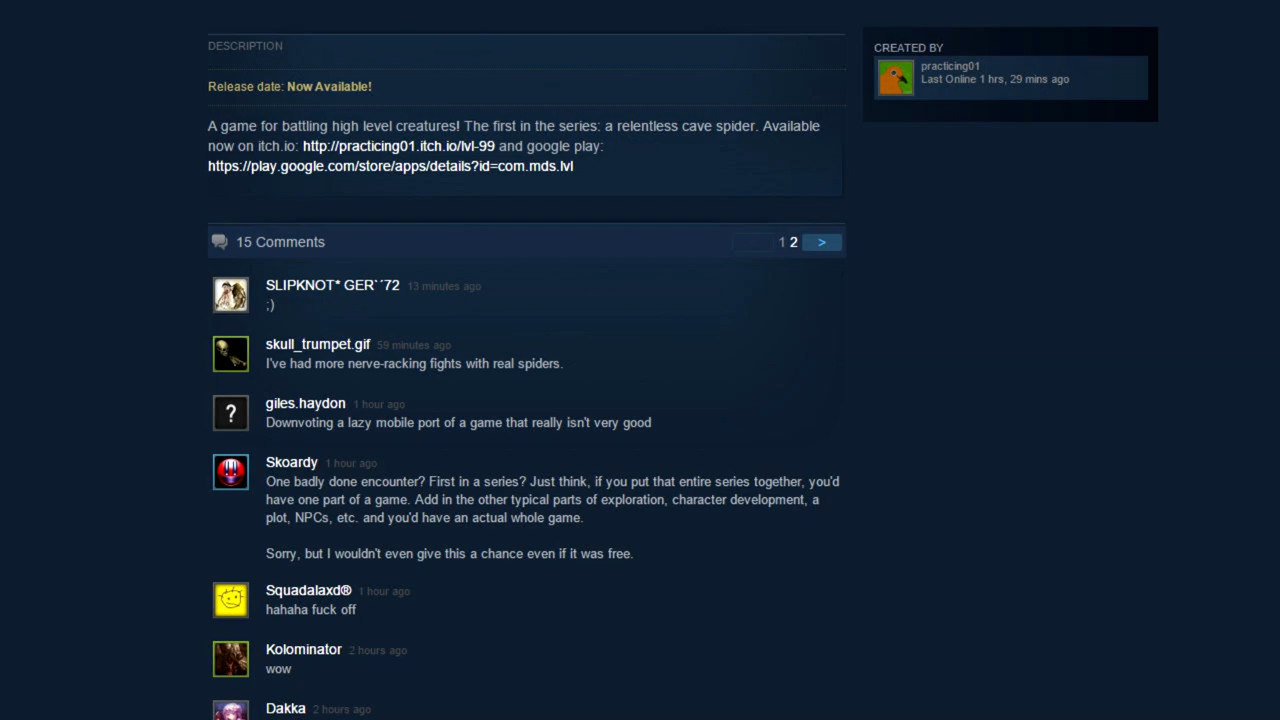 DESCRIPTION
CREATED BY
practicing01
Last Online 1 hrs, 29 mins ago
Release date: Now Available!
A game for battling high level creatures! The first in the series: a relentless cave spider. Available
now on itch.io: http://practicing01.itch.io/lvl-99 and google play:
https://play.google.com/store/apps/details?id=com.mds.lvl
15 Comments
1 2 >
SLIPKNOT* GER´´72 13 minutes ago
;)
skull_trumpet.gif 59 minutes ago
I've had more nerve-racking fights with real spiders.
?
giles.haydon 1 hour ago
Downvoting a lazy mobile port of a game that really isn't very good
Skoardy 1 hour ago
One badly done encounter? First in a series? Just think, if you put that entire series together, you'd
have one part of a game. Add in the other typical parts of exploration, character development, a
plot, NPCs, etc. and you'd have an actual whole game.
Sorry, but I wouldn't even give this a chance even if it was free.
Squadalaxd® 1 hour ago
hahaha fuck off
Kolominator 2 hours ago
wow
Dakka 2 hours ago